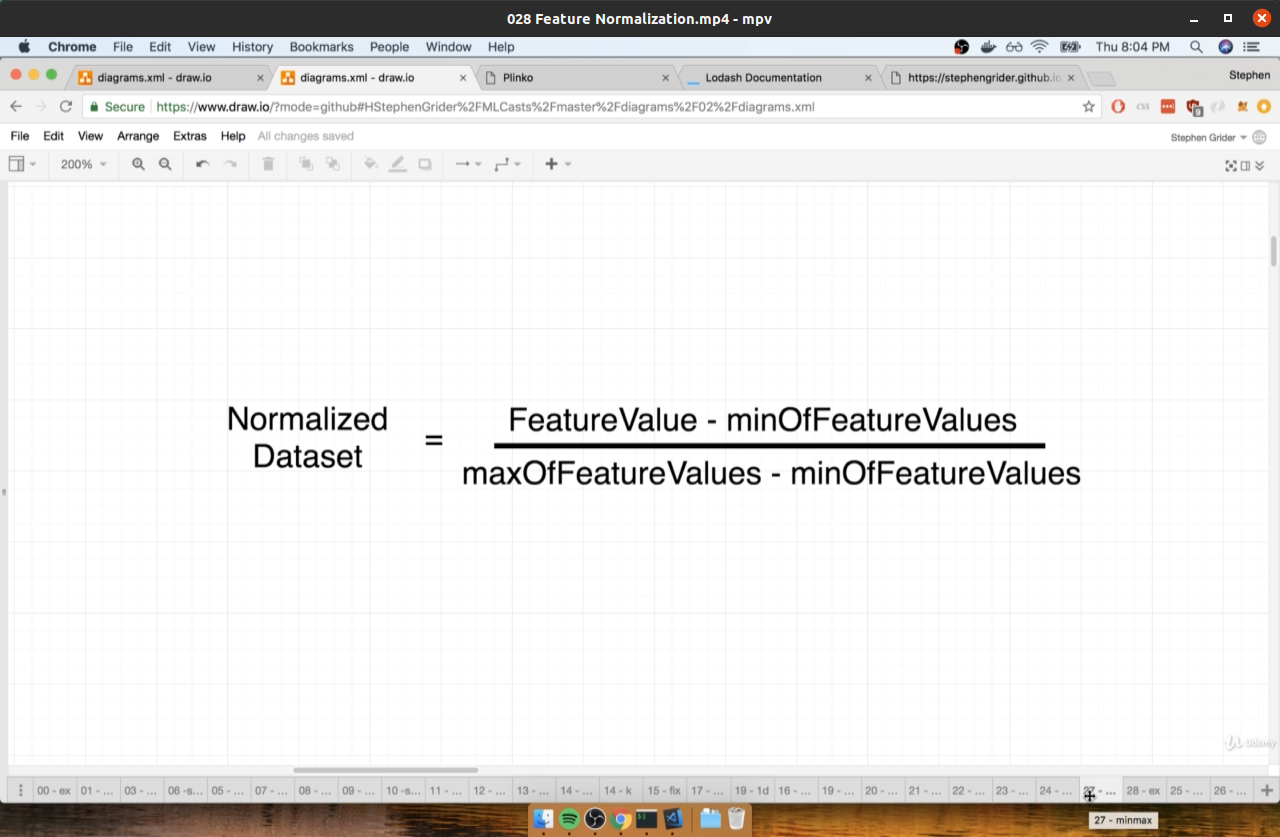 028 Feature Normalization.mp4 - mpv
Chrome File Edit View History Bookmarks People Window Help Thu 8:04 PM
diagrams.xml - draw.io diagrams.xml - draw.io Plinko Lodash Documentation https://stephengrider.github.io Stephen
Secure https://www.draw.io/?mode=github#HStephenGrider%2FMLCasts%2Fmaster%2Fdiagrams%2F02%2Fdiagrams.xml CSS 9
File Edit View Arrange Extras Help All changes saved Stephen Grider
200%
Normalized
Dataset
=
FeatureValue - minOfFeatureValues
maxOfFeatureValues - minOfFeatureValues
Udemy
00 - ex 01 - ... 03 - ... 06 -s... 05 - ... 07 - ... 08 - ... 09 - ... 10 -s... 11 - ... 12 - ... 13 - ... 14 - ... 14 - k 15 - fix 17 - ... 19 - 1d 16 - ... 19 - ... 20 - ... 21 - ... 22 - ... 23 - ... 24 - ... 27 - ... 28 - ex 25 - ... 26 - ...
27 - minmax